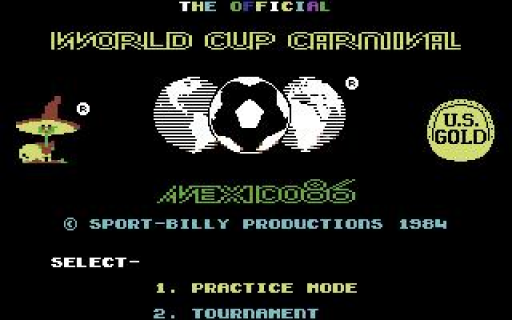 THE OFFICIAL
WORLD CUP CARNIVAL
®
®
U.S.
GOLD
MEXICO86
© SPORT-BILLY PRODUCTIONS 1984
SELECT-
1. PRACTICE MODE
2. TOURNAMENT